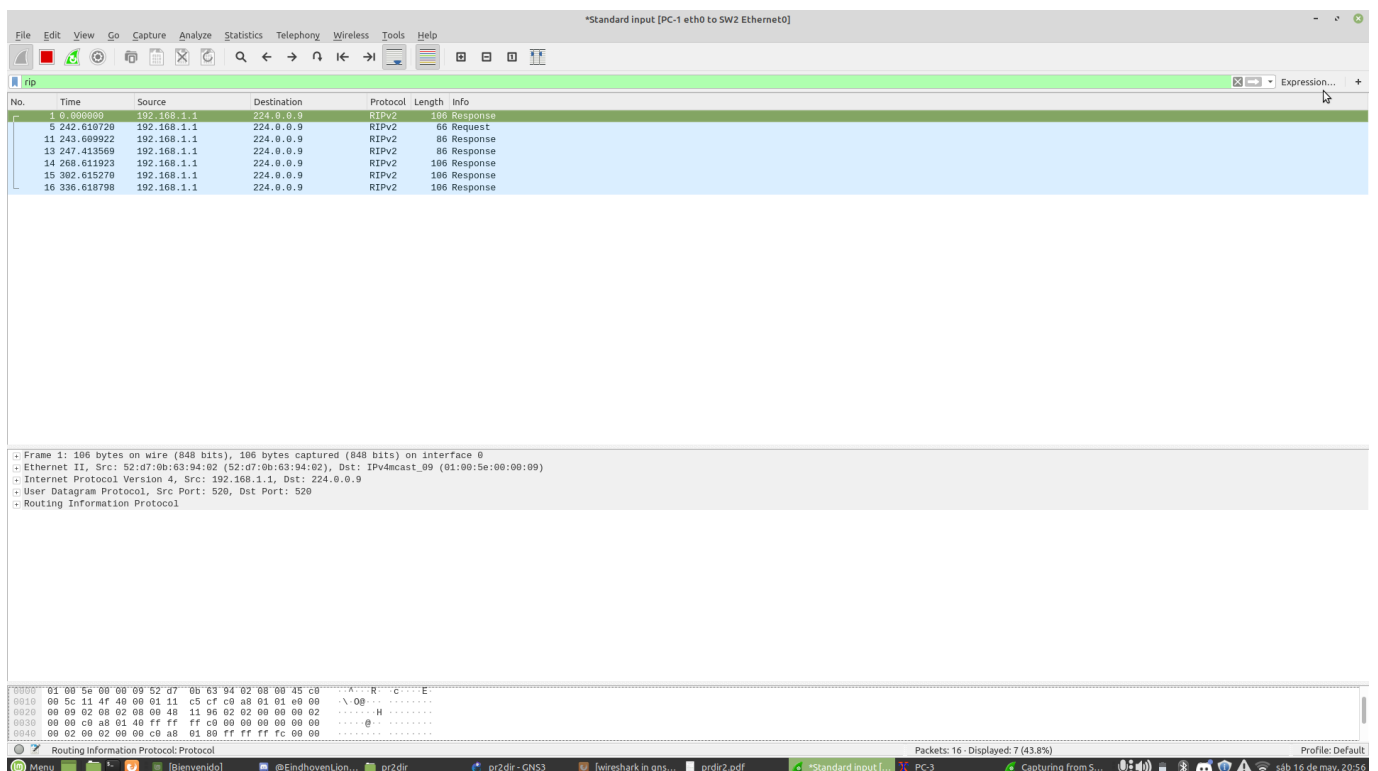 *Standard input [PC-1 eth0 to SW2 Ethernet0]
File Edit View Go Capture Analyze Statistics Telephony Wireless Tools Help
rip
Expression... +
No. Time Source Destination Protocol Length Info
1 0.000000 192.168.1.1 224.0.0.9 RIPv2 106 Response
5 242.610720 192.168.1.1 224.0.0.9 RIPv2 66 Request
11 243.609922 192.168.1.1 224.0.0.9 RIPv2 86 Response
13 247.413569 192.168.1.1 224.0.0.9 RIPv2 86 Response
14 268.611923 192.168.1.1 224.0.0.9 RIPv2 106 Response
15 302.615270 192.168.1.1 224.0.0.9 RIPv2 106 Response
16 336.618798 192.168.1.1 224.0.0.9 RIPv2 106 Response
Frame 1: 106 bytes on wire (848 bits), 106 bytes captured (848 bits) on interface 0
Ethernet II, Src: 52:d7:0b:63:94:02 (52:d7:0b:63:94:02), Dst: IPv4mcast_09 (01:00:5e:00:00:09)
Internet Protocol Version 4, Src: 192.168.1.1, Dst: 224.0.0.9
User Datagram Protocol, Src Port: 520, Dst Port: 520
Routing Information Protocol
0000 01 00 5e 00 00 09 52 d7 0b 63 94 02 08 00 45 c0 ··^···R· ·c····E·
0010 00 5c 11 4f 40 00 01 11 c5 cf c0 a8 01 01 e0 00 ·\·O@··· ········
0020 00 09 02 08 02 08 00 48 11 96 02 02 00 00 00 02 ·······H ········
0030 00 00 c0 a8 01 40 ff ff ff c0 00 00 00 00 00 00 ·····@·· ········
0040 00 02 00 02 00 00 c0 a8 01 80 ff ff ff fc 00 00 ········ ········
Routing Information Protocol: Protocol Packets: 16 · Displayed: 7 (43.8%) Profile: Default
Menu [Bienvenido] @EindhovenLion... pr2dir pr2dir - GNS3 [wireshark in gns... prdir2.pdf *Standard input [... PC-3 Capturing from S... sáb 16 de may, 20:56